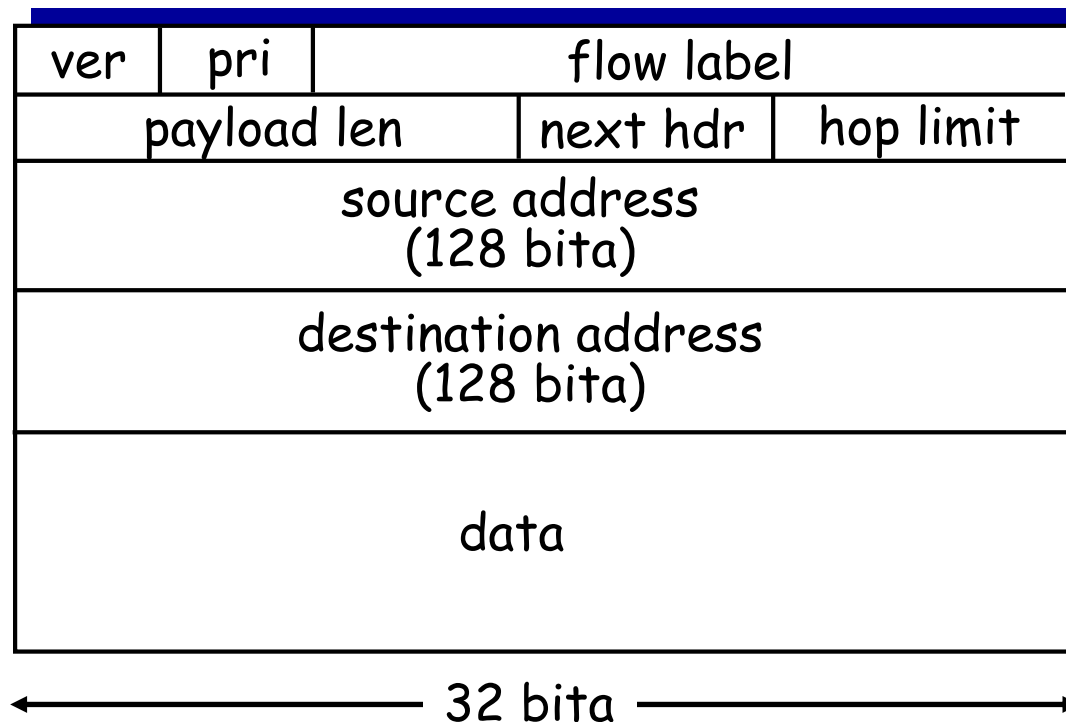 ver pri flow label
payload len next hdr hop limit
source address
(128 bita)
destination address
(128 bita)
data
32 bita